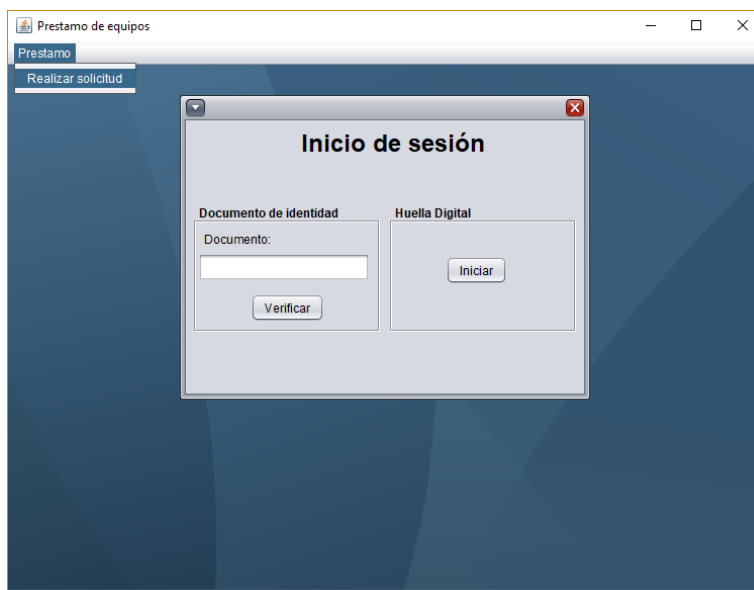 Prestamo de equipos
Prestamo
Realizar solicitud
Inicio de sesión
Documento de identidad
Documento:
Verificar
Huella Digital
Iniciar